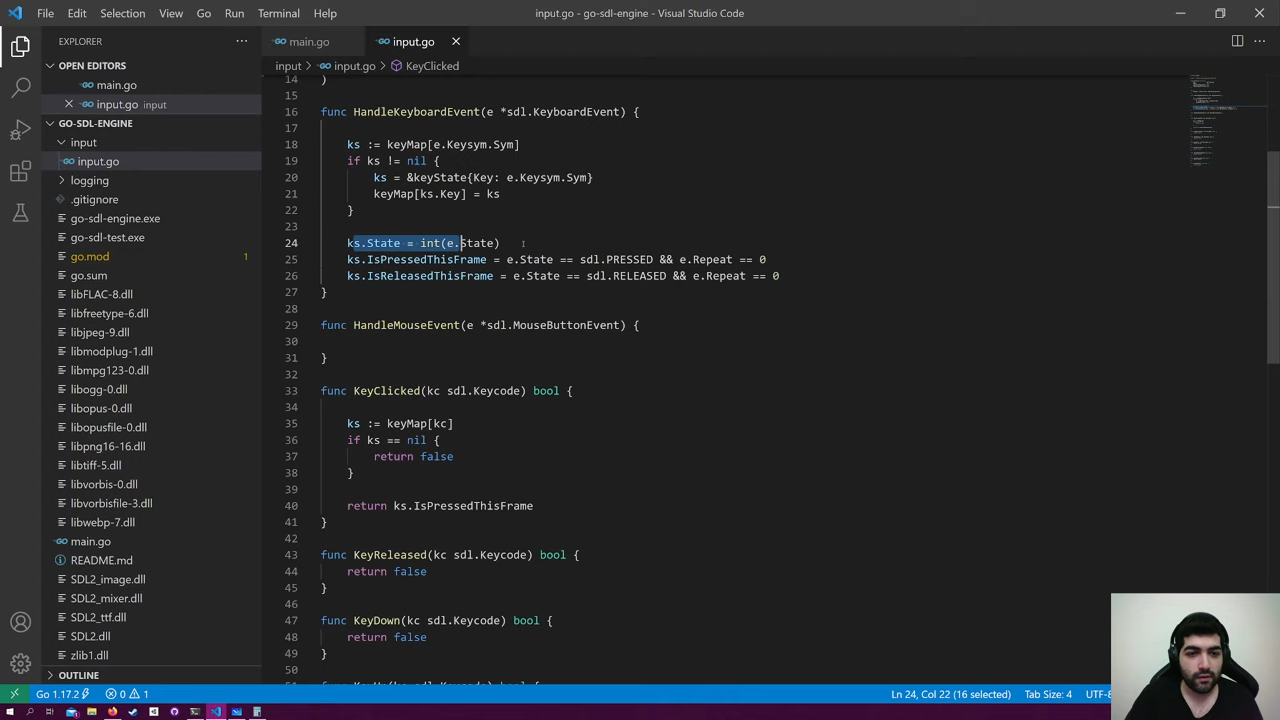 File Edit Selection View Go Run Terminal Help
input.go - go-sdl-engine - Visual Studio Code
EXPLORER
OPEN EDITORS
main.go
input.go input
GO-SDL-ENGINE
input
input.go
logging
.gitignore
go-sdl-engine.exe
go-sdl-test.exe
go.mod 1
go.sum
libFLAC-8.dll
libfreetype-6.dll
libjpeg-9.dll
libmodplug-1.dll
libmpg123-0.dll
libogg-0.dll
libopus-0.dll
libopusfile-0.dll
libpng16-16.dll
libtiff-5.dll
libvorbis-0.dll
libvorbisfile-3.dll
libwebp-7.dll
main.go
README.md
SDL2_image.dll
SDL2_mixer.dll
SDL2_ttf.dll
SDL2.dll
zlib1.dll
OUTLINE
main.go input.go
input > input.go > KeyClicked
14 )
15
16 func HandleKeyboardEvent(e *sdl.KeyboardEvent) {
17
18 ks := keyMap[e.Keysym.Sym]
19 if ks != nil {
20 ks = &keyState{Key: e.Keysym.Sym}
21 keyMap[ks.Key] = ks
22 }
23
24 ks.State = int(e.State)
25 ks.IsPressedThisFrame = e.State == sdl.PRESSED && e.Repeat == 0
26 ks.IsReleasedThisFrame = e.State == sdl.RELEASED && e.Repeat == 0
27 }
28
29 func HandleMouseEvent(e *sdl.MouseButtonEvent) {
30
31 }
32
33 func KeyClicked(kc sdl.Keycode) bool {
34
35 ks := keyMap[kc]
36 if ks == nil {
37 return false
38 }
39
40 return ks.IsPressedThisFrame
41 }
42
43 func KeyReleased(kc sdl.Keycode) bool {
44 return false
45 }
46
47 func KeyDown(kc sdl.Keycode) bool {
48 return false
49 }
50
Go 1.17.2 0 1
Ln 24, Col 22 (16 selected) Tab Size: 4 UTF-8